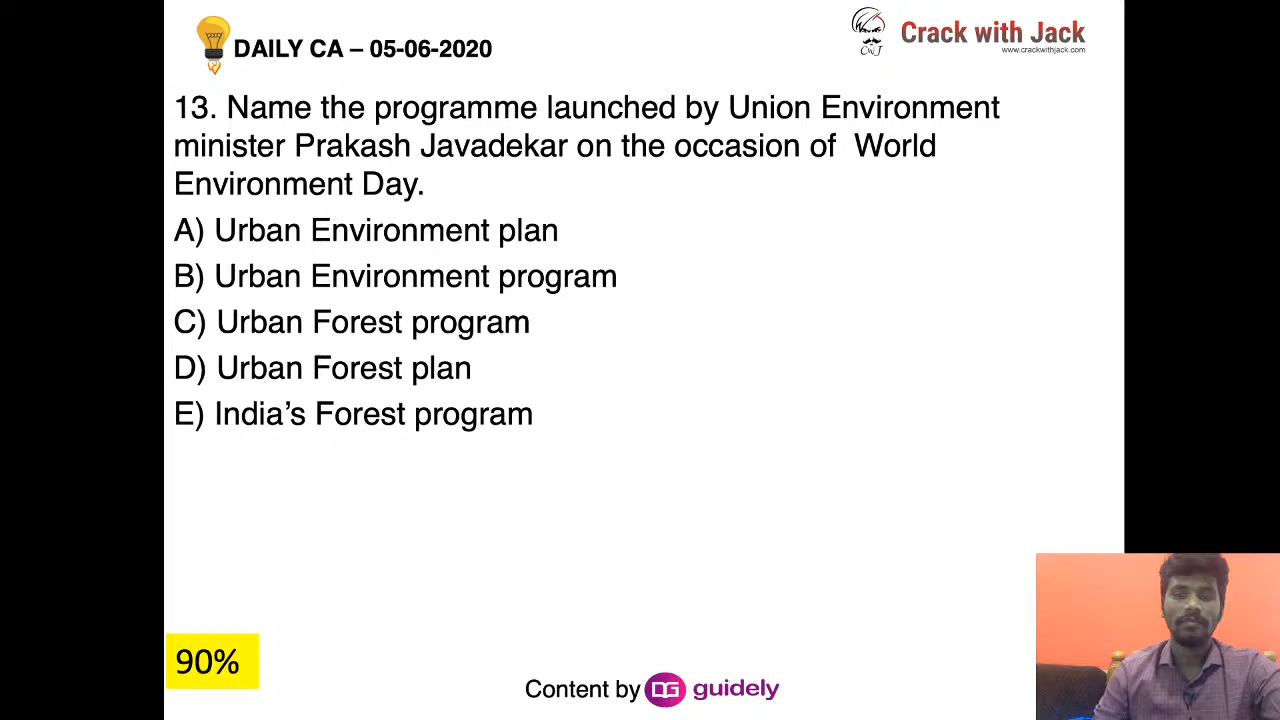 DAILY CA – 05-06-2020
Crack with Jack
www.crackwithjack.com
CWJ
13. Name the programme launched by Union Environment
minister Prakash Javadekar on the occasion of  World
Environment Day.
A) Urban Environment plan
B) Urban Environment program
C) Urban Forest program
D) Urban Forest plan
E) India’s Forest program
90%
Content by DG guidely